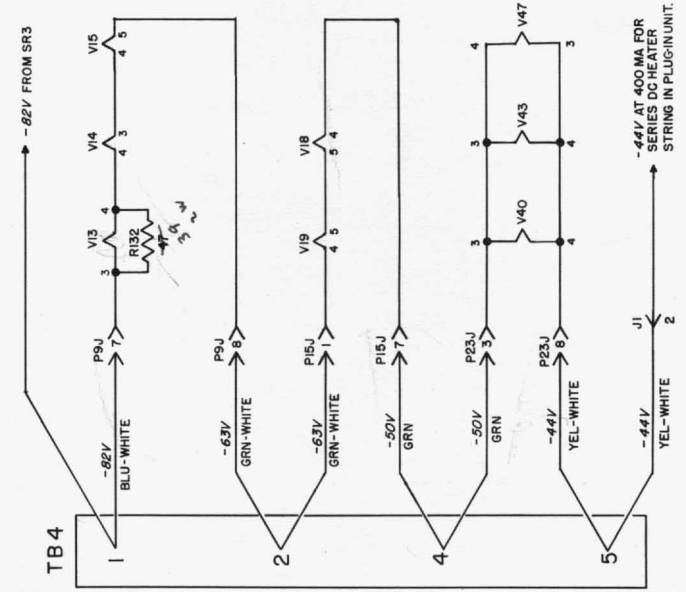 -82V FROM SR3
V15
4 5
V14
4 3
V13
3 4
R132
47
P9J
7
-82V
BLU-WHITE
P9J
8
-63V
GRN-WHITE
V18
5 4
V19
4 5
P15J
1
-63V
GRN-WHITE
P15J
7
-50V
GRN
V47
4 3
V43
3 4
V40
3 4
P23J
3
-50V
GRN
P23J
8
-44V
YEL-WHITE
-44V AT 400 MA FOR
SERIES DC HEATER
STRING IN PLUG-IN UNIT.
J1
2
-44V
YEL-WHITE
TB4
1
2
4
5